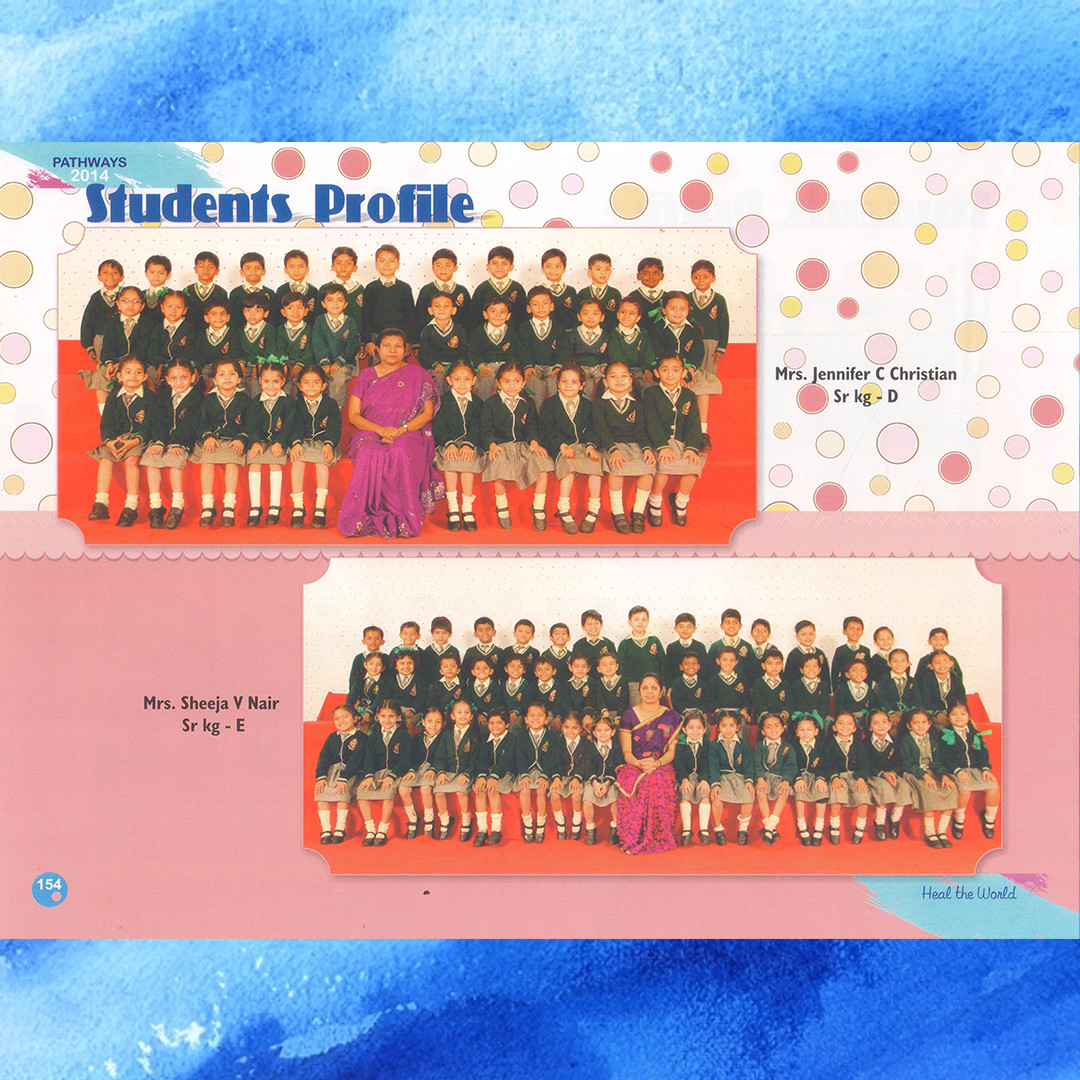 PATHWAYS
2014
Students Profile
Mrs. Jennifer C Christian
Sr kg - D
Mrs. Sheeja V Nair
Sr kg - E
154
Heal the World